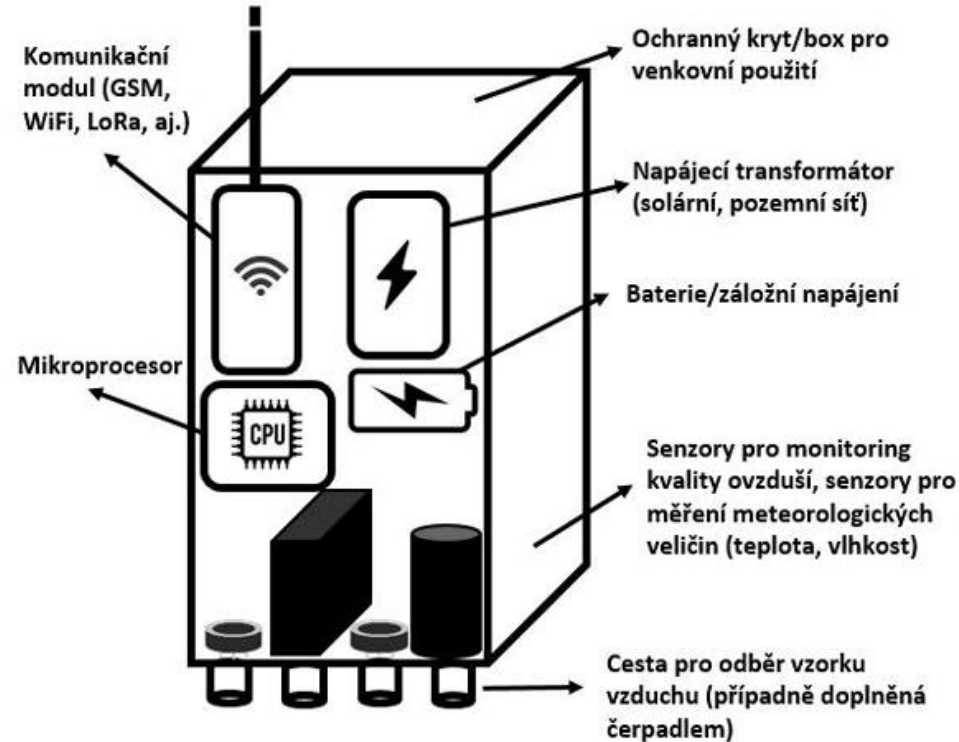 Komunikační
modul (GSM,
WiFi, LoRa, aj.)
Ochranný kryt/box pro
venkovní použití
Napájecí transformátor
(solární, pozemní síť)
Baterie/záložní napájení
Mikroprocesor
CPU
Senzory pro monitoring
kvality ovzduší, senzory pro
měření meteorologických
veličin (teplota, vlhkost)
Cesta pro odběr vzorku
vzduchu (případně doplněná
čerpadlem)